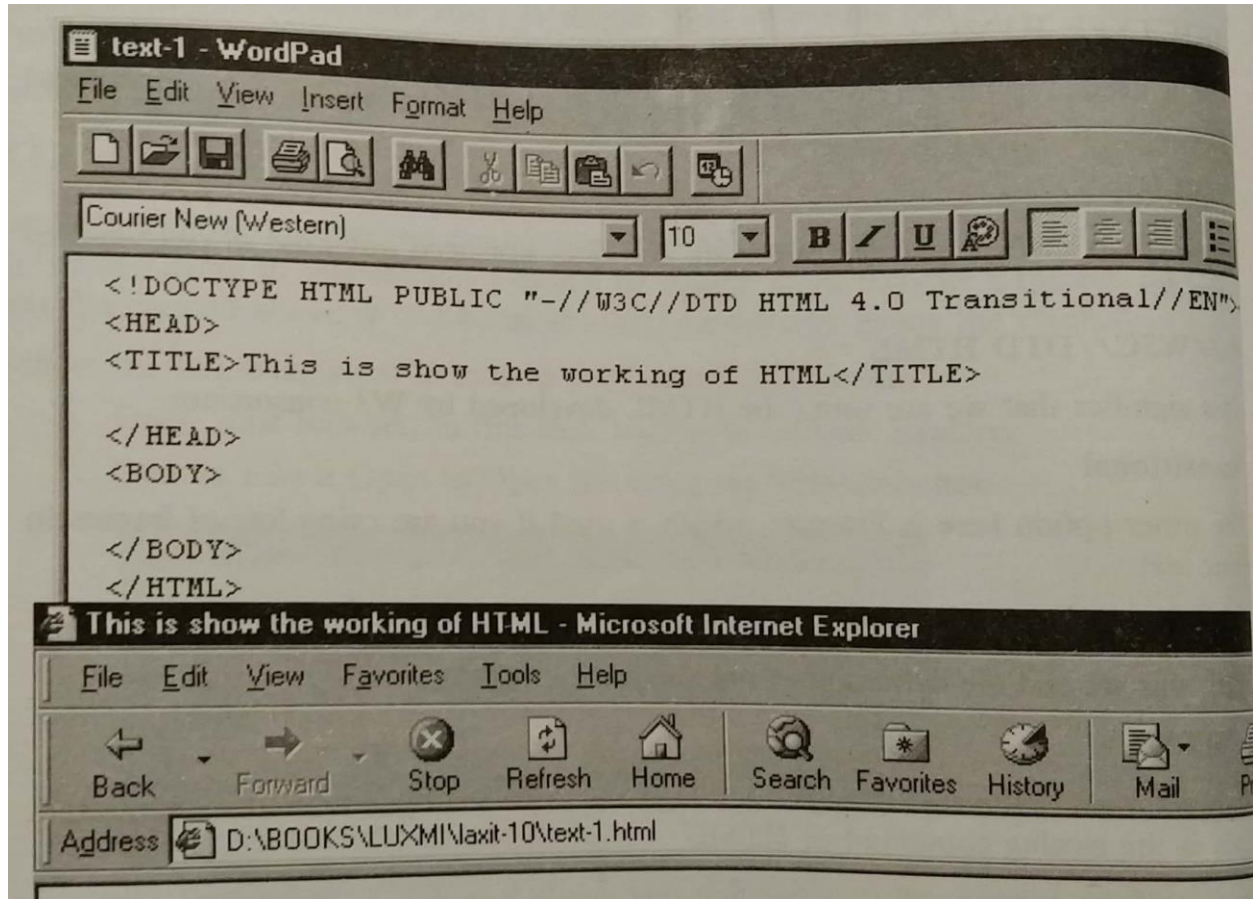 text-1 - WordPad
File Edit View Insert Format Help
Courier New (Western) 10 B I U
<!DOCTYPE HTML PUBLIC "-//W3C//DTD HTML 4.0 Transitional//EN">
<HEAD>
<TITLE>This is show the working of HTML</TITLE>
</HEAD>
<BODY>
</BODY>
</HTML>
This is show the working of HTML - Microsoft Internet Explorer
File Edit View Favorites Tools Help
Back Forward Stop Refresh Home Search Favorites History Mail
Address D:\BOOKS\LUXMI\laxit-10\text-1.html